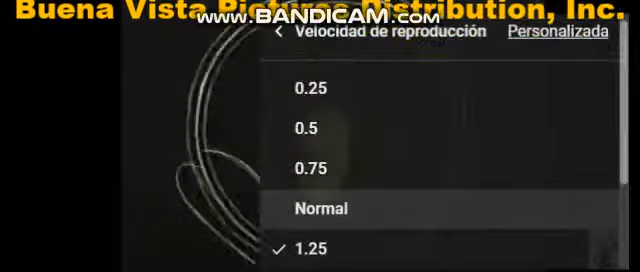 Buena Vista Pictures Distribution, Inc.
www.BANDICAM.com
Velocidad de reproducción Personalizada
0.25
0.5
0.75
Normal
1.25